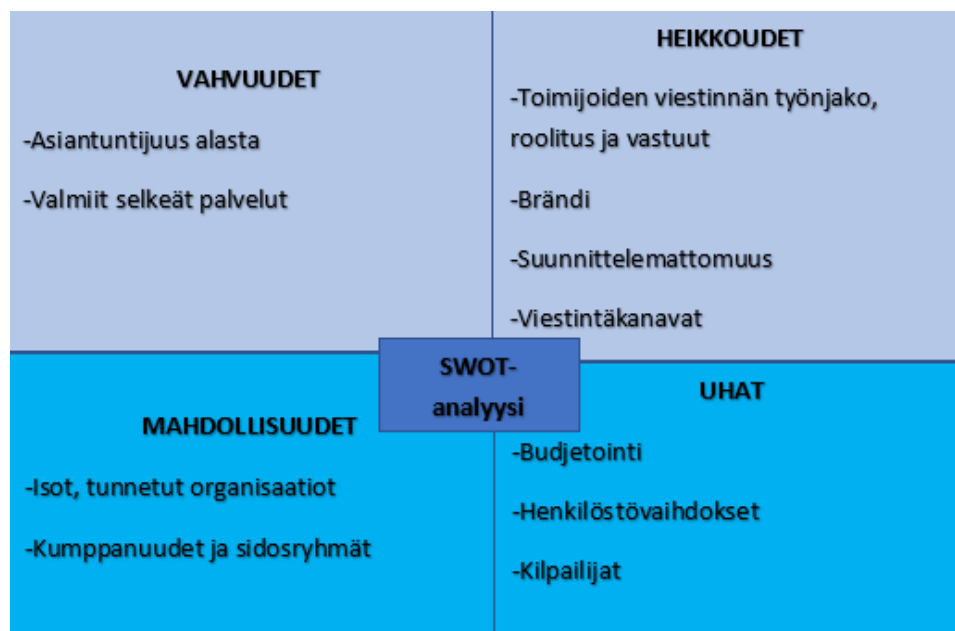 VAHVUUDET
-Asiantuntijuus alasta
-Valmiit selkeät palvelut
HEIKKOUDET
-Toimijoiden viestinnän työnjako,
roolitus ja vastuut
-Brändi
-Suunnittelemattomuus
-Viestintäkanavat
SWOT-
analyysi
MAHDOLLISUUDET
-Isot, tunnetut organisaatiot
-Kumppanuudet ja sidosryhmät
UHAT
-Budjetointi
-Henkilöstövaihdokset
-Kilpailijat